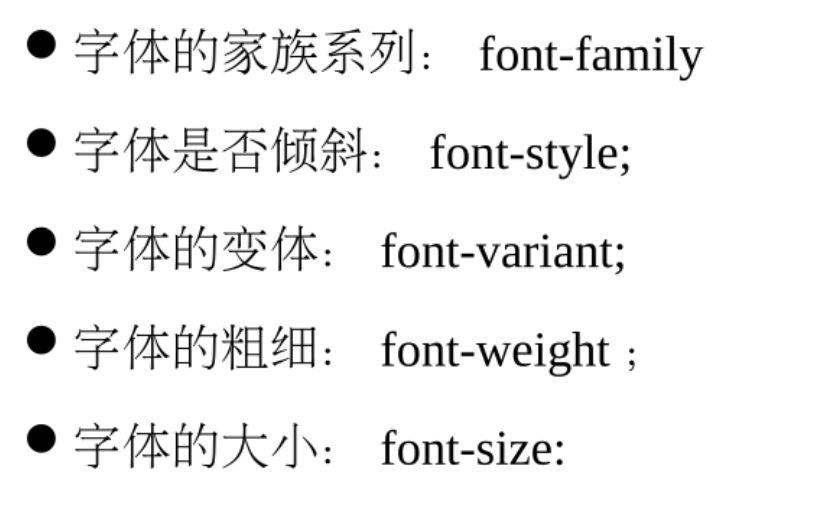 ● 字体的家族系列： font-family
● 字体是否倾斜： font-style;
● 字体的变体： font-variant;
● 字体的粗细： font-weight；
● 字体的大小： font-size: